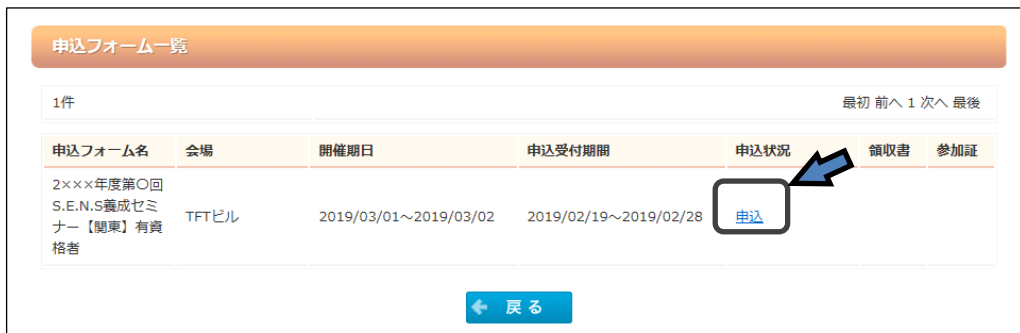 申込フォーム一覧
1件 最初 前へ 1 次へ 最後
申込フォーム名 会場 開催期日 申込受付期間 申込状況 領収書 参加証
2×××年度第〇回
S.E.N.S養成セミ
ナー【関東】有資
格者
TFTビル 2019/03/01～2019/03/02 2019/02/19～2019/02/28 申込
戻る